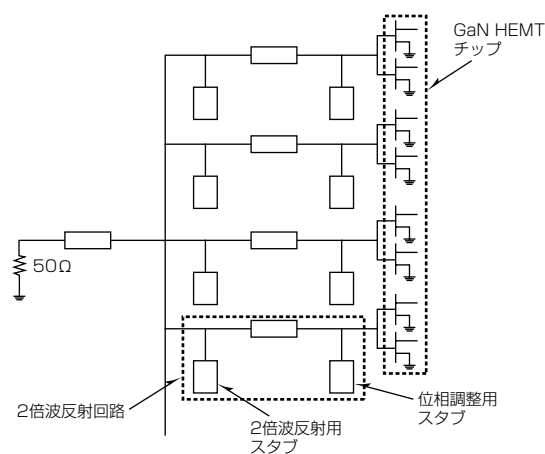 GaN HEMT
チップ
50Ω
2倍波反射回路
2倍波反射用
スタブ
位相調整用
スタブ